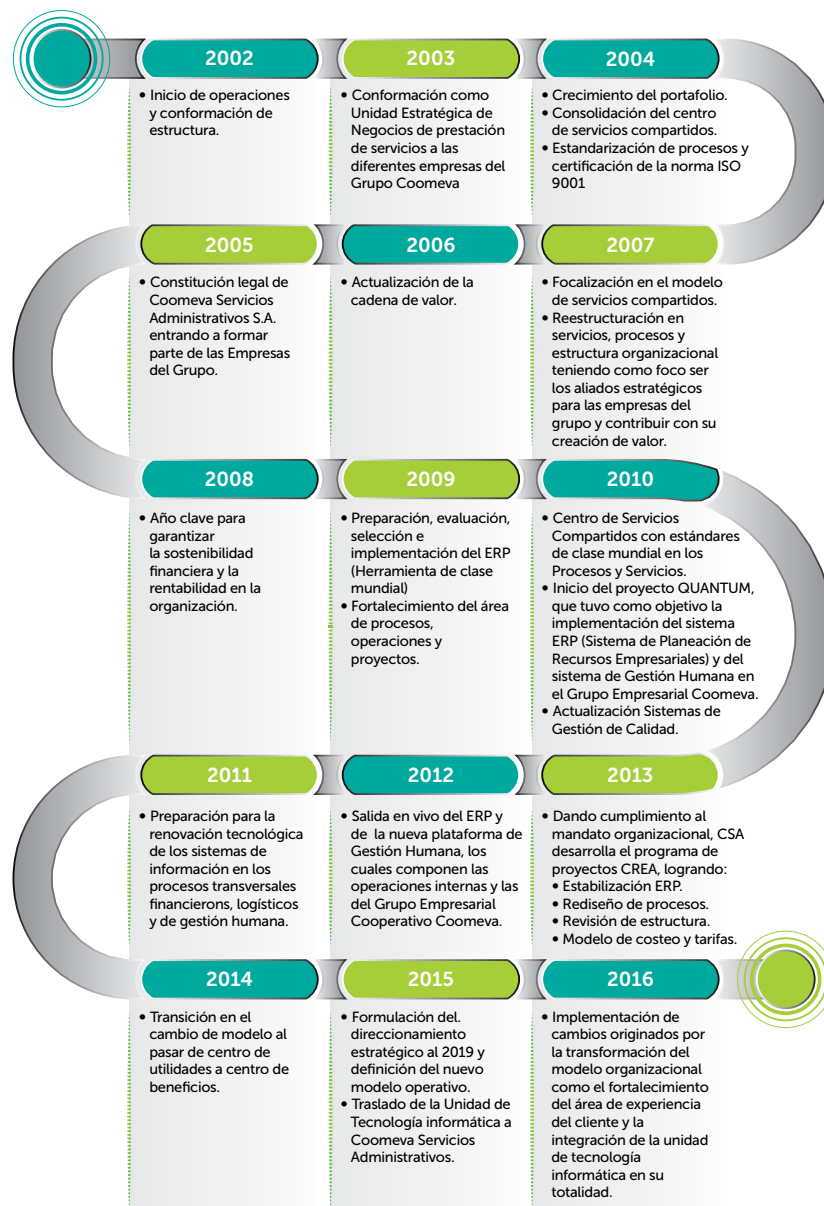 2002
• Inicio de operaciones
y conformación de
estructura.
2003
• Conformación como
Unidad Estratégica de
Negocios de prestación
de servicios a las
diferentes empresas del
Grupo Coomeva
2004
• Crecimiento del portafolio.
• Consolidación del centro
de servicios compartidos.
• Estandarización de procesos y
certificación de la norma ISO
9001
2005
• Constitución legal de
Coomeva Servicios
Administrativos S.A.
entrando a formar
parte de las Empresas
del Grupo.
2006
• Actualización de la
cadena de valor.
2007
• Focalización en el modelo
de servicios compartidos.
• Reestructuración en
servicios, procesos y
estructura organizacional
teniendo como foco ser
los aliados estratégicos
para las empresas del
grupo y contribuir con su
creación de valor.
2008
• Año clave para
garantizar
la sostenibilidad
financiera y la
rentabilidad en la
organización.
2009
• Preparación, evaluación,
selección e
implementación del ERP
(Herramienta de clase
mundial)
• Fortalecimiento del área
de procesos,
operaciones y
proyectos.
2010
• Centro de Servicios
Compartidos con estándares
de clase mundial en los
Procesos y Servicios.
• Inicio del proyecto QUANTUM,
que tuvo como objetivo la
implementación del sistema
ERP (Sistema de Planeación de
Recursos Empresariales) y del
sistema de Gestión Humana en
el Grupo Empresarial Coomeva.
• Actualización Sistemas de
Gestión de Calidad.
2011
• Preparación para la
renovación tecnológica
de los sistemas de
información en los
procesos transversales
financierons, logísticos
y de gestión humana.
2012
• Salida en vivo del ERP y
de la nueva plataforma de
Gestión Humana, los
cuales componen las
operaciones internas y las
del Grupo Empresarial
Cooperativo Coomeva.
2013
• Dando cumplimiento al
mandato organizacional, CSA
desarrolla el programa de
proyectos CREA, logrando:
• Estabilización ERP.
• Rediseño de procesos.
• Revisión de estructura.
• Modelo de costeo y tarifas.
2014
• Transición en el
cambio de modelo al
pasar de centro de
utilidades a centro de
beneficios.
2015
• Formulación del.
direccionamiento
estratégico al 2019 y
definición del nuevo
modelo operativo.
• Traslado de la Unidad de
Tecnología informática a
Coomeva Servicios
Administrativos.
2016
• Implementación de
cambios originados por
la transformación del
modelo organizacional
como el fortalecimiento
del área de experiencia
del cliente y la
integración de la unidad
de tecnología
informática en su
totalidad.